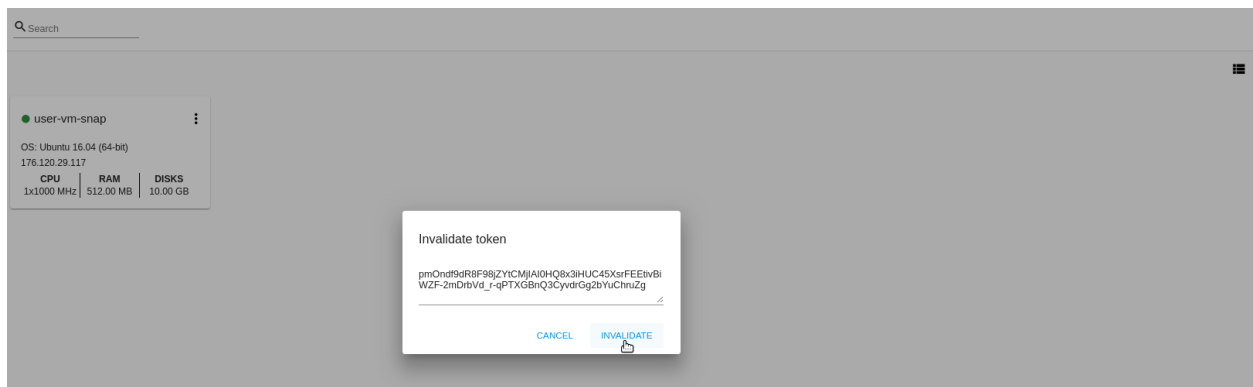 Search
user-vm-snap
OS: Ubuntu 16.04 (64-bit)
176.120.29.117
CPU RAM DISKS
1x1000 MHz 512.00 MB 10.00 GB
Invalidate token
pmOndf9dR8F98jZYtCMjIAI0HQ8x3iHUC45XsrFEEtivBi
WZF-2mDrbVd_r-qPTXGBnQ3CyvdrGg2bYuChruZg
CANCEL INVALIDATE